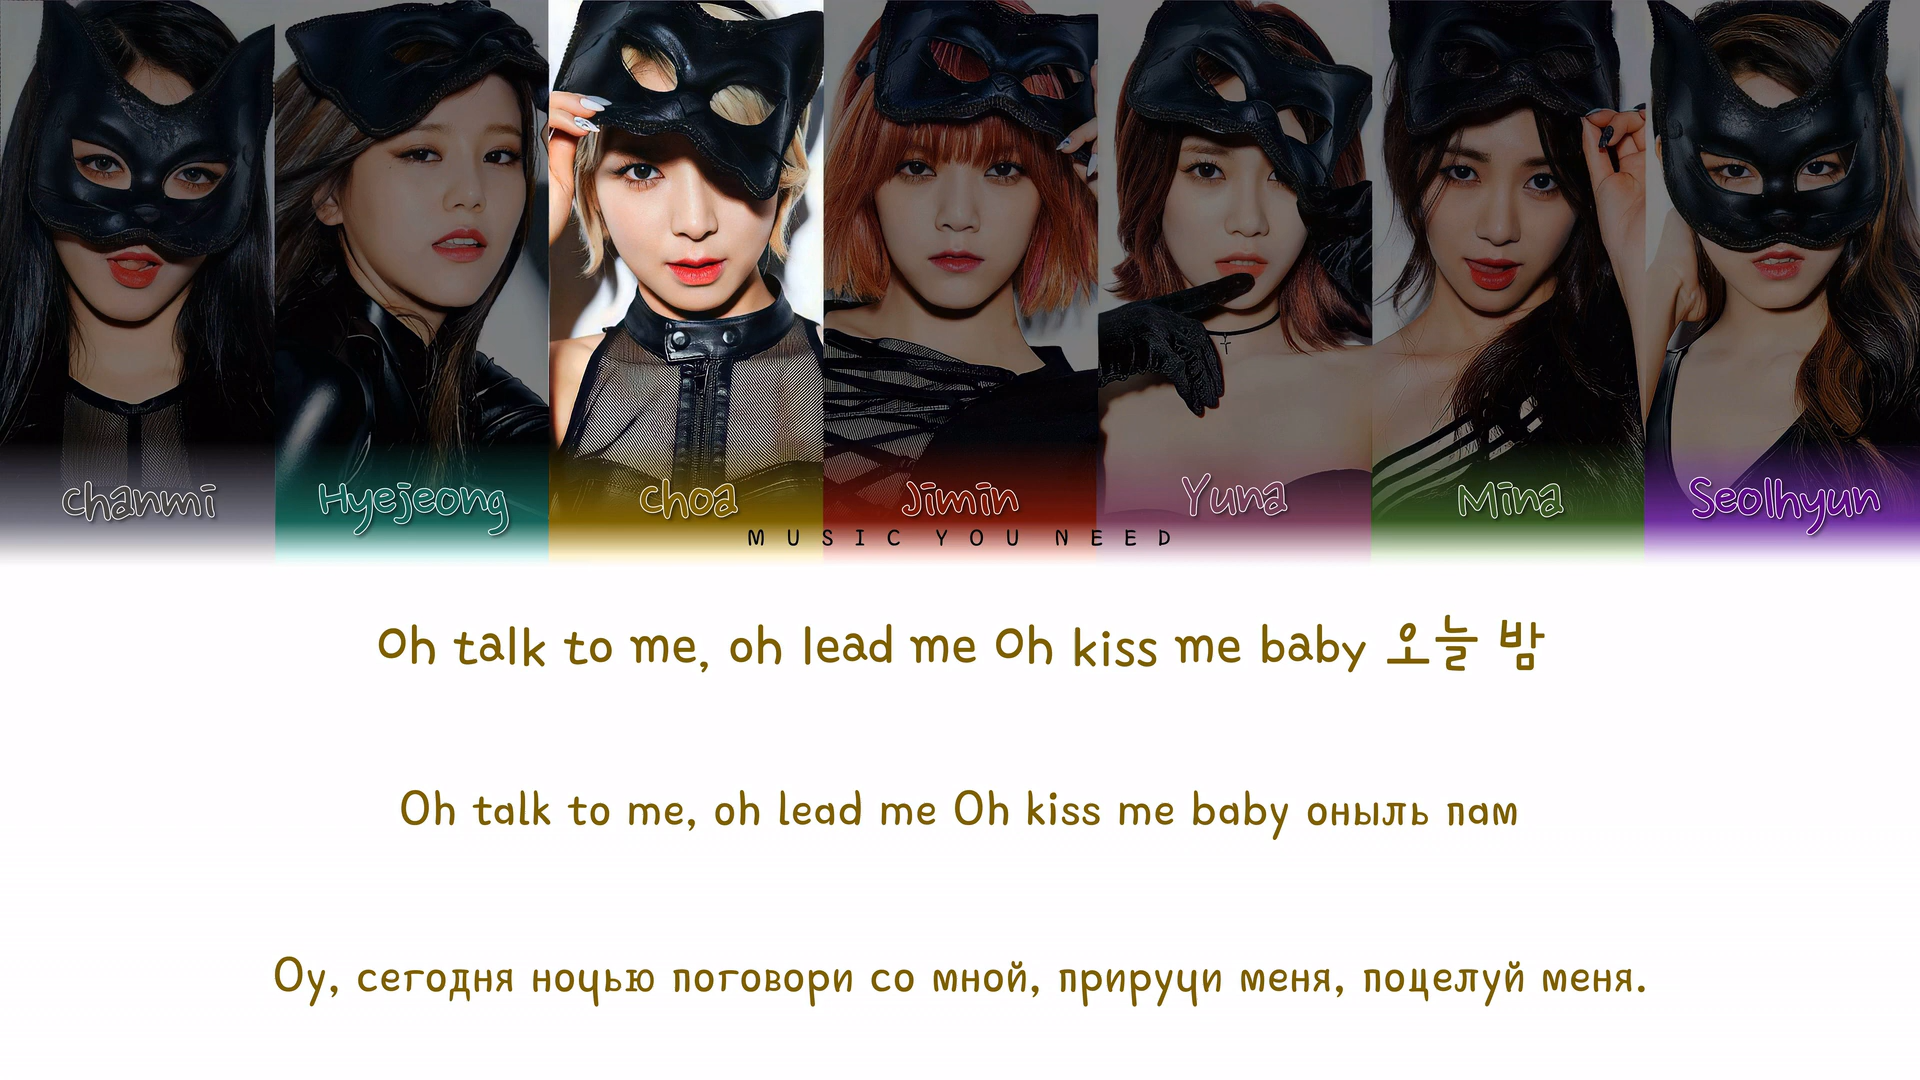 Chanmi Hyejeong Choa Jimin Yuna Mina Seolhyun
MUSIC YOU NEED
Oh talk to me, oh lead me Oh kiss me baby 오늘 밤
Oh talk to me, oh lead me Oh kiss me baby оныль пам
Оу, сегодня ночью поговори со мной, приручи меня, поцелуй меня.